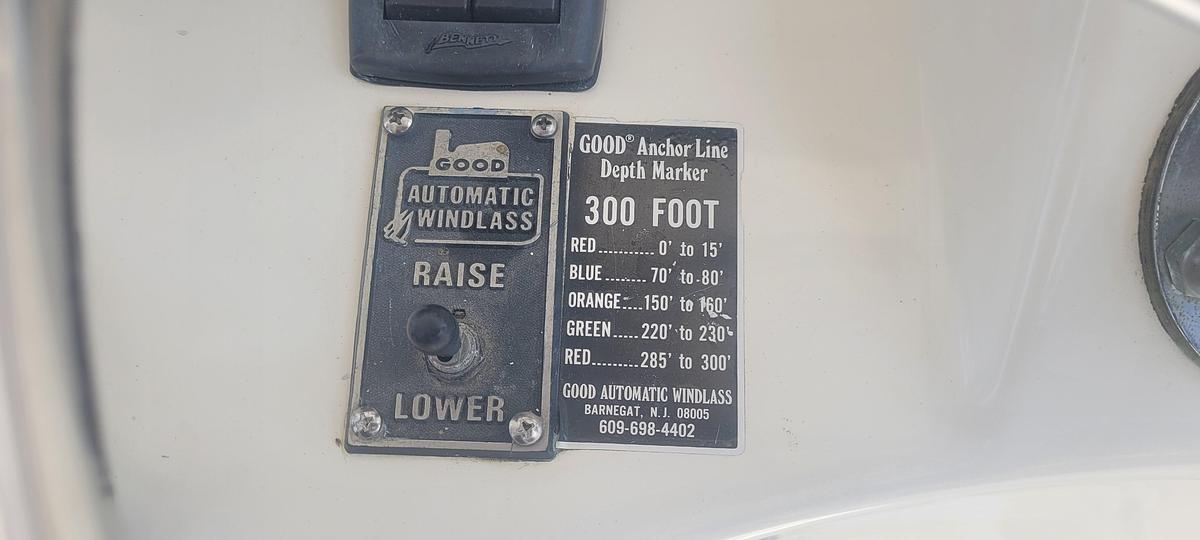 BENNETT
GOOD
AUTOMATIC
WINDLASS
RAISE
LOWER
GOOD® Anchor Line
Depth Marker
300 FOOT
RED........... 0' to 15'
BLUE........ 70' to 80'
ORANGE....150' to 160'
GREEN.....220' to 230'
RED.........285' to 300'
GOOD AUTOMATIC WINDLASS
BARNEGAT, N.J. 08005
609-698-4402